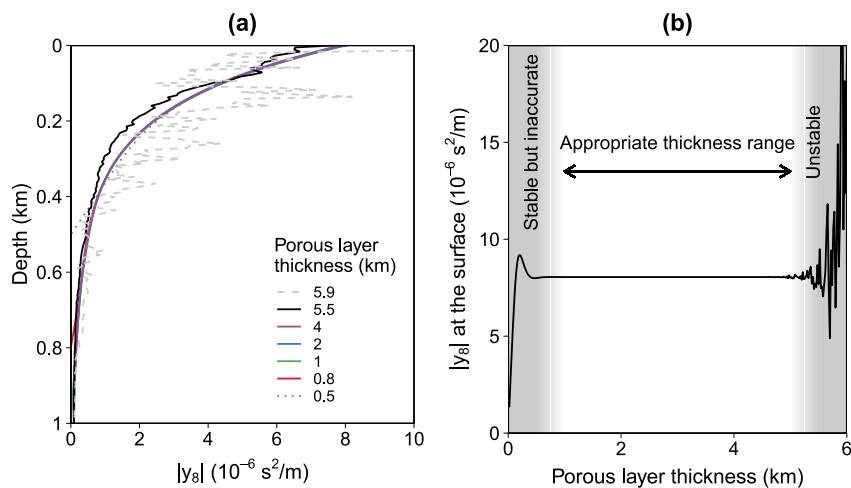 (a)
0
0.2
0.4
0.6
0.8
1
Depth (km)
0
2
4
6
8
10
|y₈| (10⁻⁶ s²/m)
Porous layer
thickness (km)
5.9
5.5
4
2
1
0.8
0.5
(b)
20
15
10
5
0
|y₈| at the surface (10⁻⁶ s²/m)
Stable but inaccurate
Appropriate thickness range
Unstable
0
2
4
6
Porous layer thickness (km)